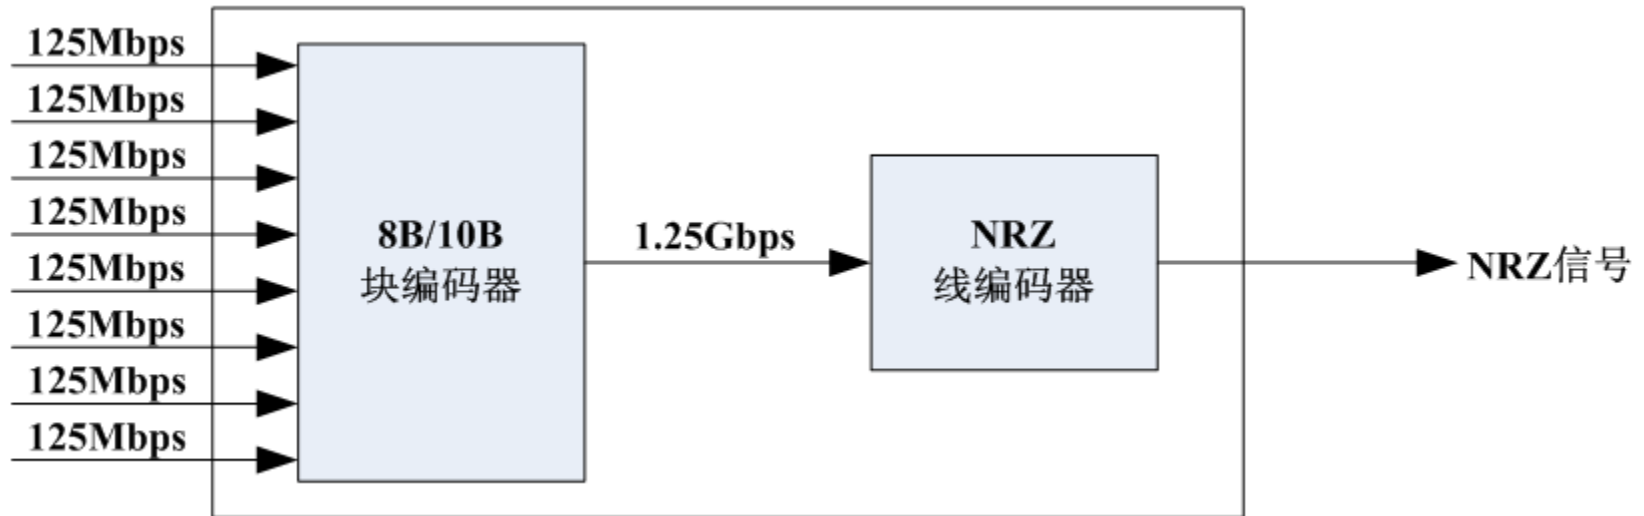 125Mbps
125Mbps
125Mbps
125Mbps
125Mbps
125Mbps
125Mbps
125Mbps
8B/10B
块编码器
1.25Gbps
NRZ
线编码器
NRZ信号